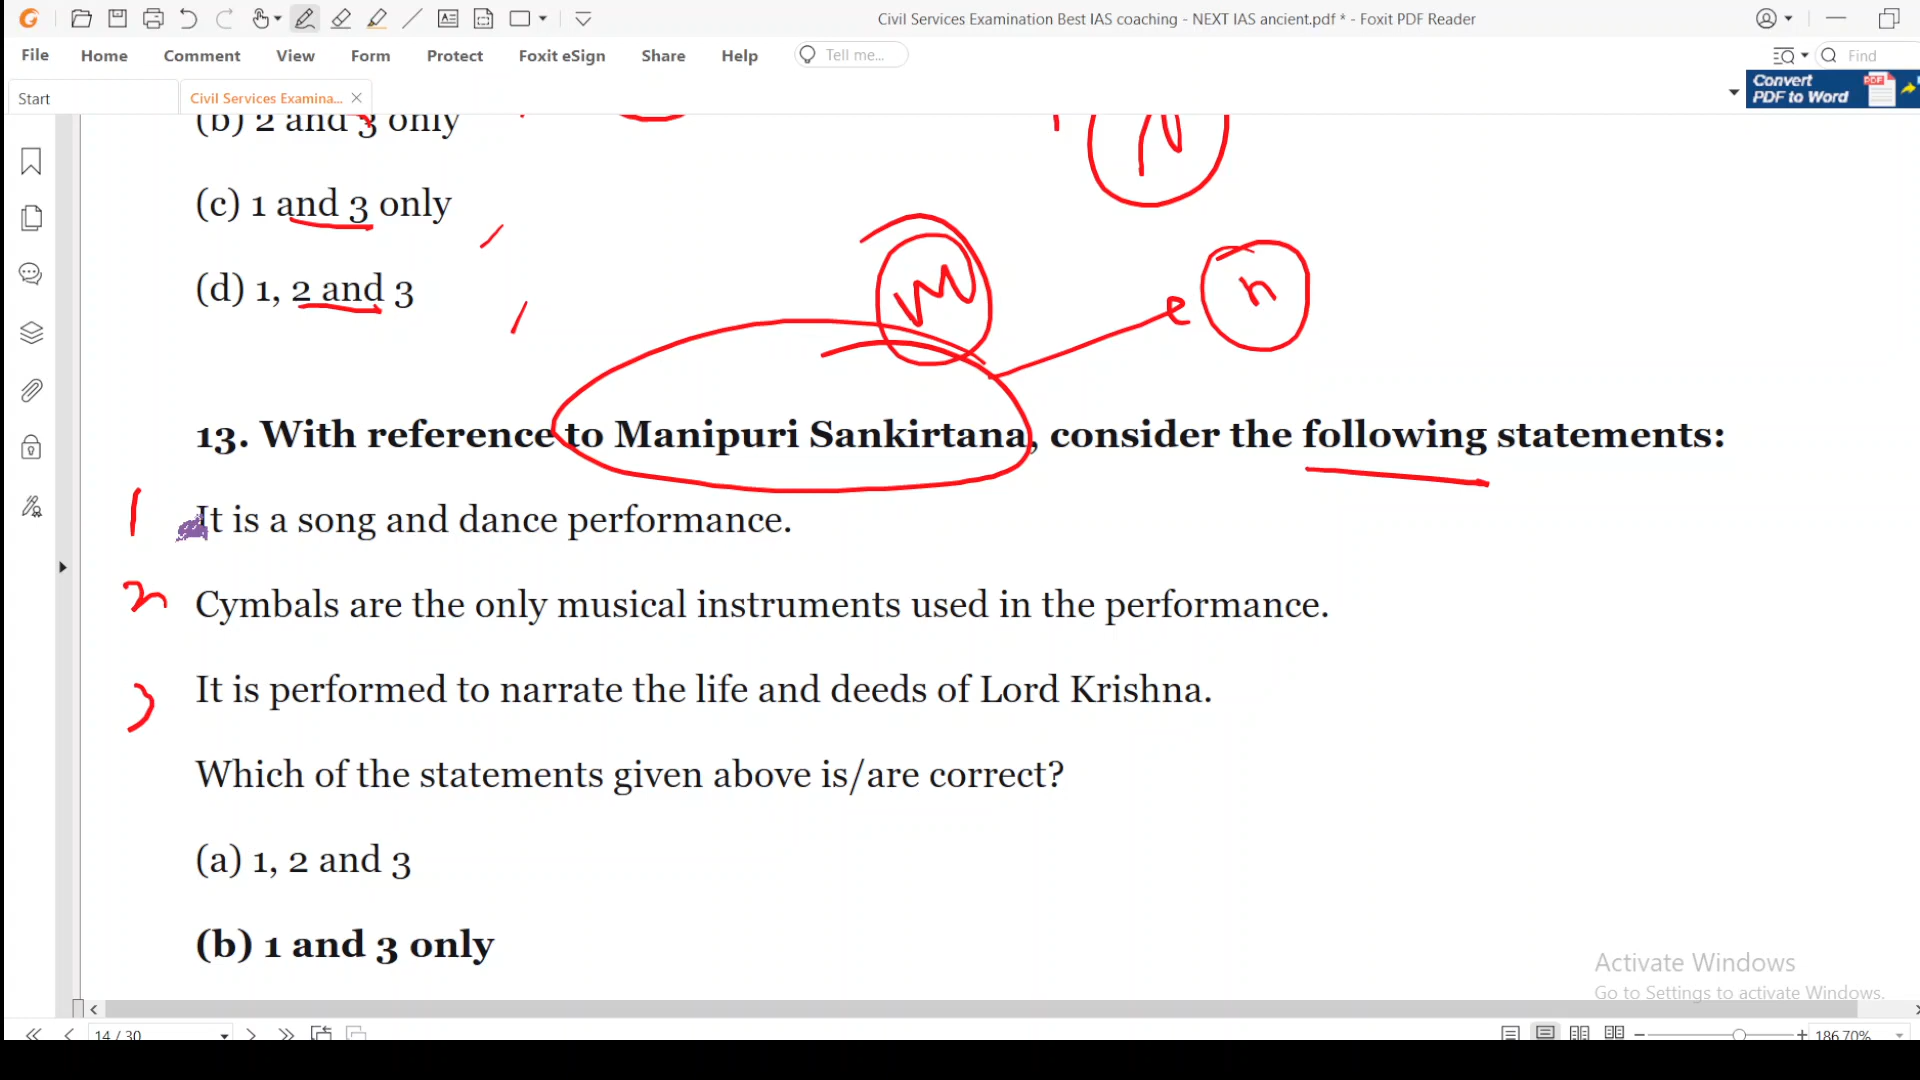 Civil Services Examination Best IAS coaching - NEXT IAS ancient.pdf * - Foxit PDF Reader
File Home Comment View Form Protect Foxit eSign Share Help Tell me... Find
Convert
PDF to Word
Start Civil Services Examina...
(b) 2 and 3 only
(c) 1 and 3 only
(d) 1, 2 and 3
M
n
13. With reference to Manipuri Sankirtana, consider the following statements:
1 It is a song and dance performance.
2 Cymbals are the only musical instruments used in the performance.
It is performed to narrate the life and deeds of Lord Krishna.
Which of the statements given above is/are correct?
(a) 1, 2 and 3
(b) 1 and 3 only
Activate Windows
Go to Settings to activate Windows.
14 / 30 186.70%